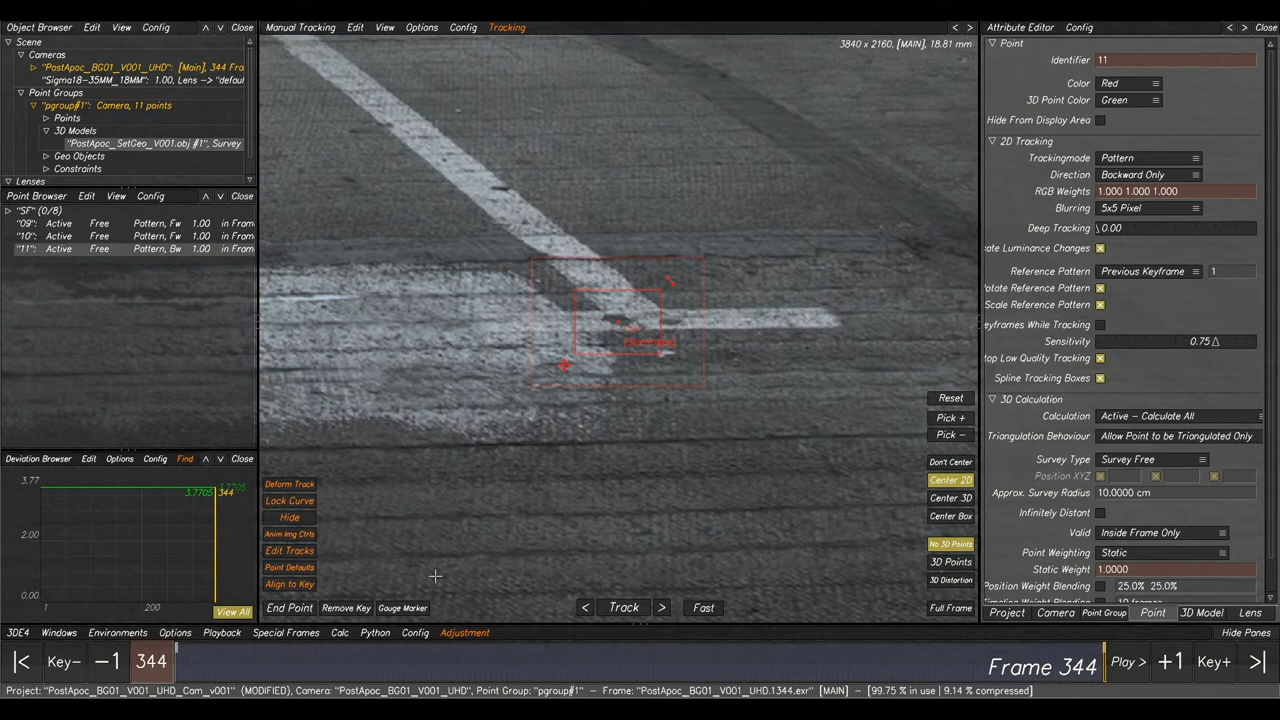 Object Browser Edit View Config Close
Scene
Cameras
"PostApoc_BG01_V001_UHD": [Main], 344 Fra
"Sigma18-35MM_18MM": 1.00, Lens -> "defaul
Point Groups
"pgroup#1": Camera, 11 points
Points
3D Models
"PostApoc_SetGeo_V001.obj #1", Survey
Geo Objects
Constraints
Lenses
Point Browser Edit View Config Close
"SF" (0/8)
"09": Active Free Pattern, Fw 1.00 in Frame
"10": Active Free Pattern, Fw 1.00 in Frame
"11": Active Free Pattern, Bw 1.00 in Frame
Deviation Browser Edit Options Config Find Close
3.77
2.00
0.00
3.7705
3.7705
344
1 200
View All
Manual Tracking Edit View Options Config Tracking < >
3840 x 2160, [MAIN], 18.81 mm
Deform Track
Lock Curve
Hide
Anim Img Ctrls
Edit Tracks
Point Defaults
Align to Key
End Point Remove Key Gouge Marker
< Track > Fast
Reset
Pick +
Pick -
Don't Center
Center 2D
Center 3D
Center Box
No 3D Points
3D Points
3D Distortion
Full Frame
Attribute Editor Config < > Close
Point
Identifier 11
Color Red
3D Point Color Green
Hide From Display Area
2D Tracking
Trackingmode Pattern
Direction Backward Only
RGB Weights 1.000 1.000 1.000
Blurring 5x5 Pixel
Deep Tracking 0.00
ate Luminance Changes
Reference Pattern Previous Keyframe 1
Rotate Reference Pattern
Scale Reference Pattern
eyframes While Tracking
Sensitivity 0.75
top Low Quality Tracking
Spline Tracking Boxes
3D Calculation
Calculation Active - Calculate All
Triangulation Behaviour Allow Point to be Triangulated Only
Survey Type Survey Free
Position XYZ
Approx. Survey Radius 10.0000 cm
Infinitely Distant
Valid Inside Frame Only
Point Weighting Static
Static Weight 1.0000
Position Weight Blending 25.0% 25.0%
Project Camera Point Group Point 3D Model Lens
3DE4 Windows Environments Options Playback Special Frames Calc Python Config Adjustment Hide Panes
|< Key- -1 344 Frame 344 Play > +1 Key+ >|
Project: "PostApoc_BG01_V001_UHD_Cam_v001" (MODIFIED), Camera: "PostApoc_BG01_V001_UHD", Point Group: "pgroup#1" - Frame: "PostApoc_BG01_V001_UHD.1344.exr" [MAIN] - [99.75 % in use | 9.14 % compressed]